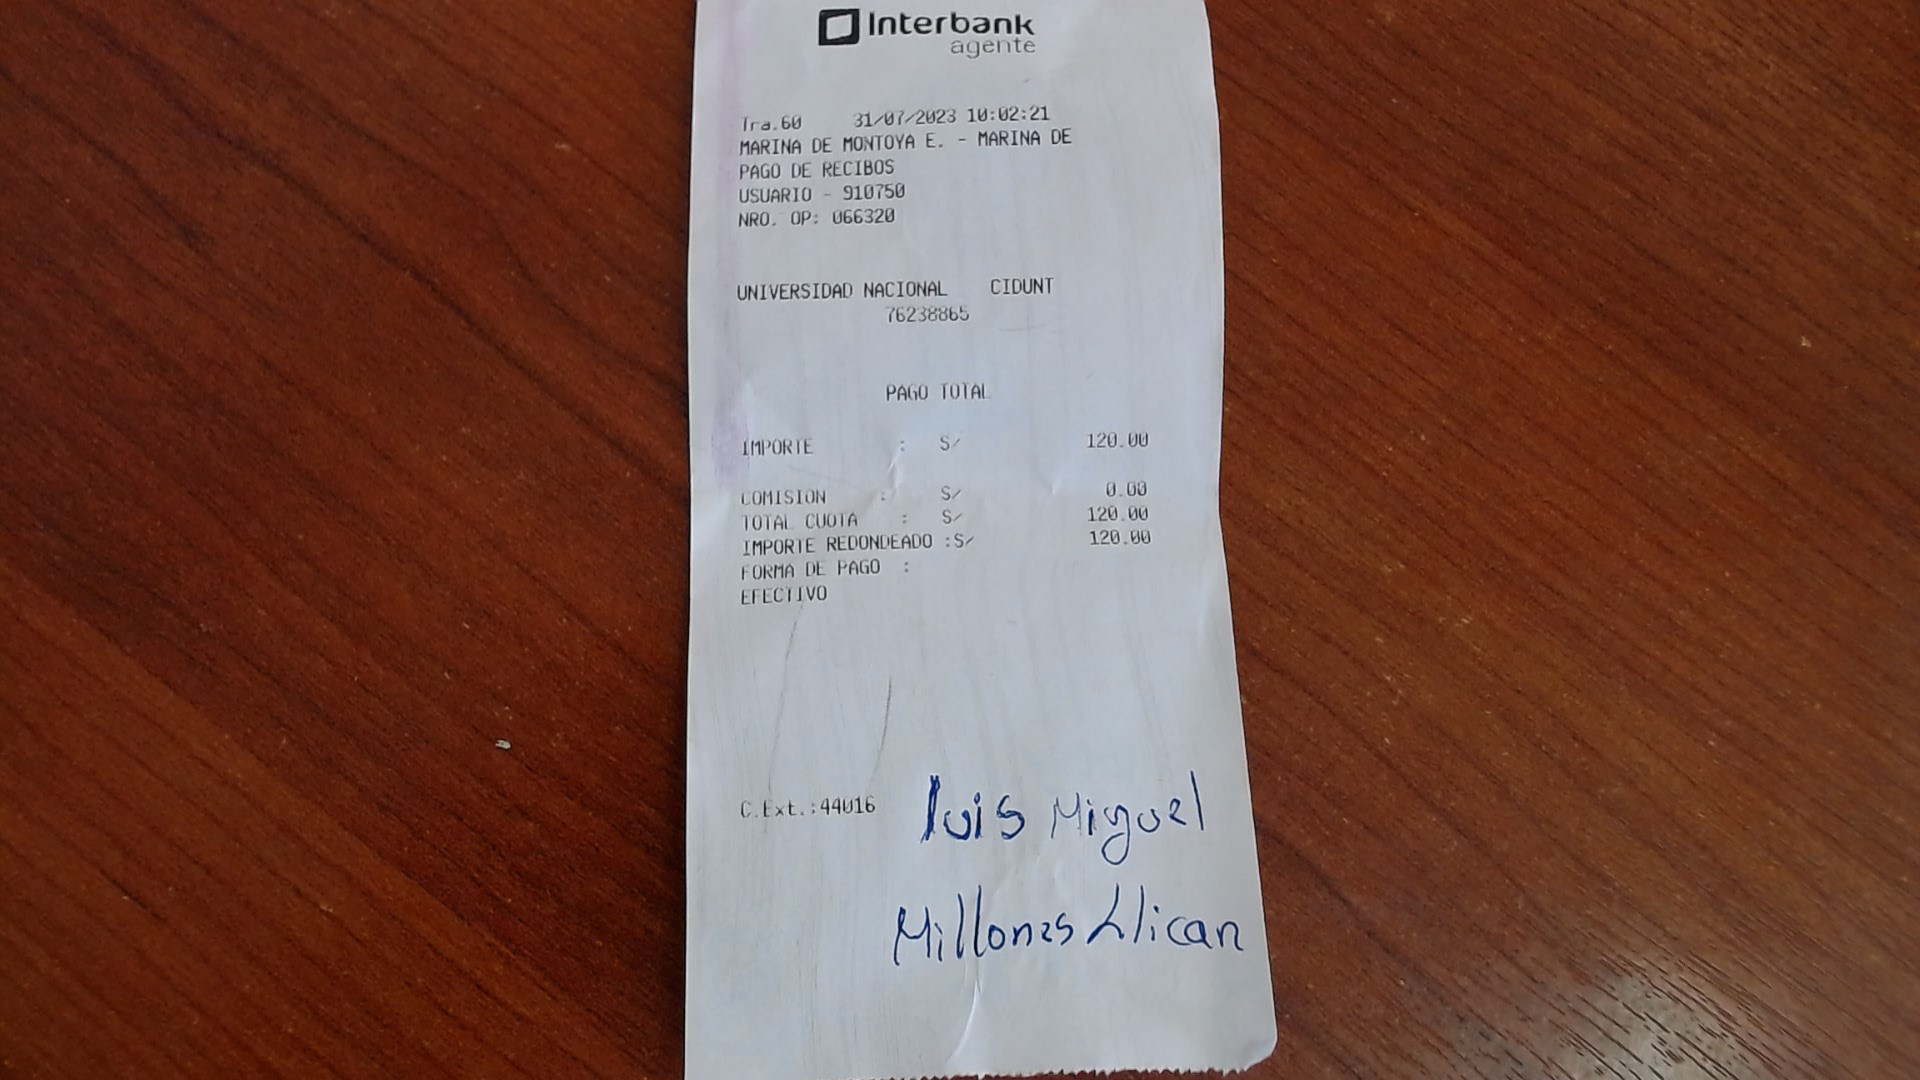 Interbank
agente
Tra.60 31/07/2023 10:02:21
MARINA DE MONTOYA E. - MARINA DE
PAGO DE RECIBOS
USUARIO - 910750
NRO. OP: 066320
UNIVERSIDAD NACIONAL CIDUNT
76238865
PAGO TOTAL
IMPORTE : S/ 120.00
COMISION : S/ 0.00
TOTAL CUOTA : S/ 120.00
IMPORTE REDONDEADO :S/ 120.00
FORMA DE PAGO :
EFECTIVO
C.Ext.:44016 luis Miguel
Millones Llican